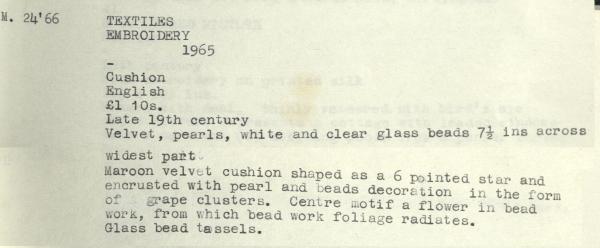 M. 24'66 TEXTILES
EMBROIDERY
1965
-
Cushion
English
£1 10s.
Late 19th century
Velvet, pearls, white and clear glass beads 7½ ins across
widest part.
Maroon velvet cushion shaped as a 6 pointed star and
encrusted with pearl and beads decoration in the form
of grape clusters. Centre motif a flower in bead
work, from which bead work foliage radiates.
Glass bead tassels.